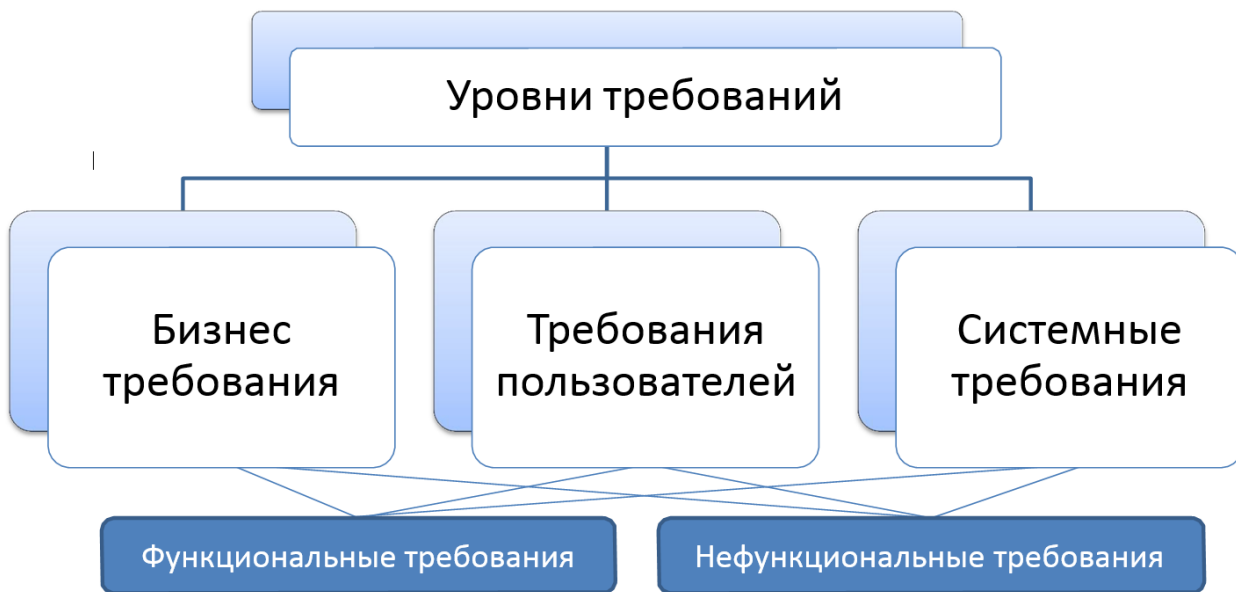 Уровни требований
Бизнес
требования
Требования
пользователей
Системные
требования
Функциональные требования
Нефункциональные требования